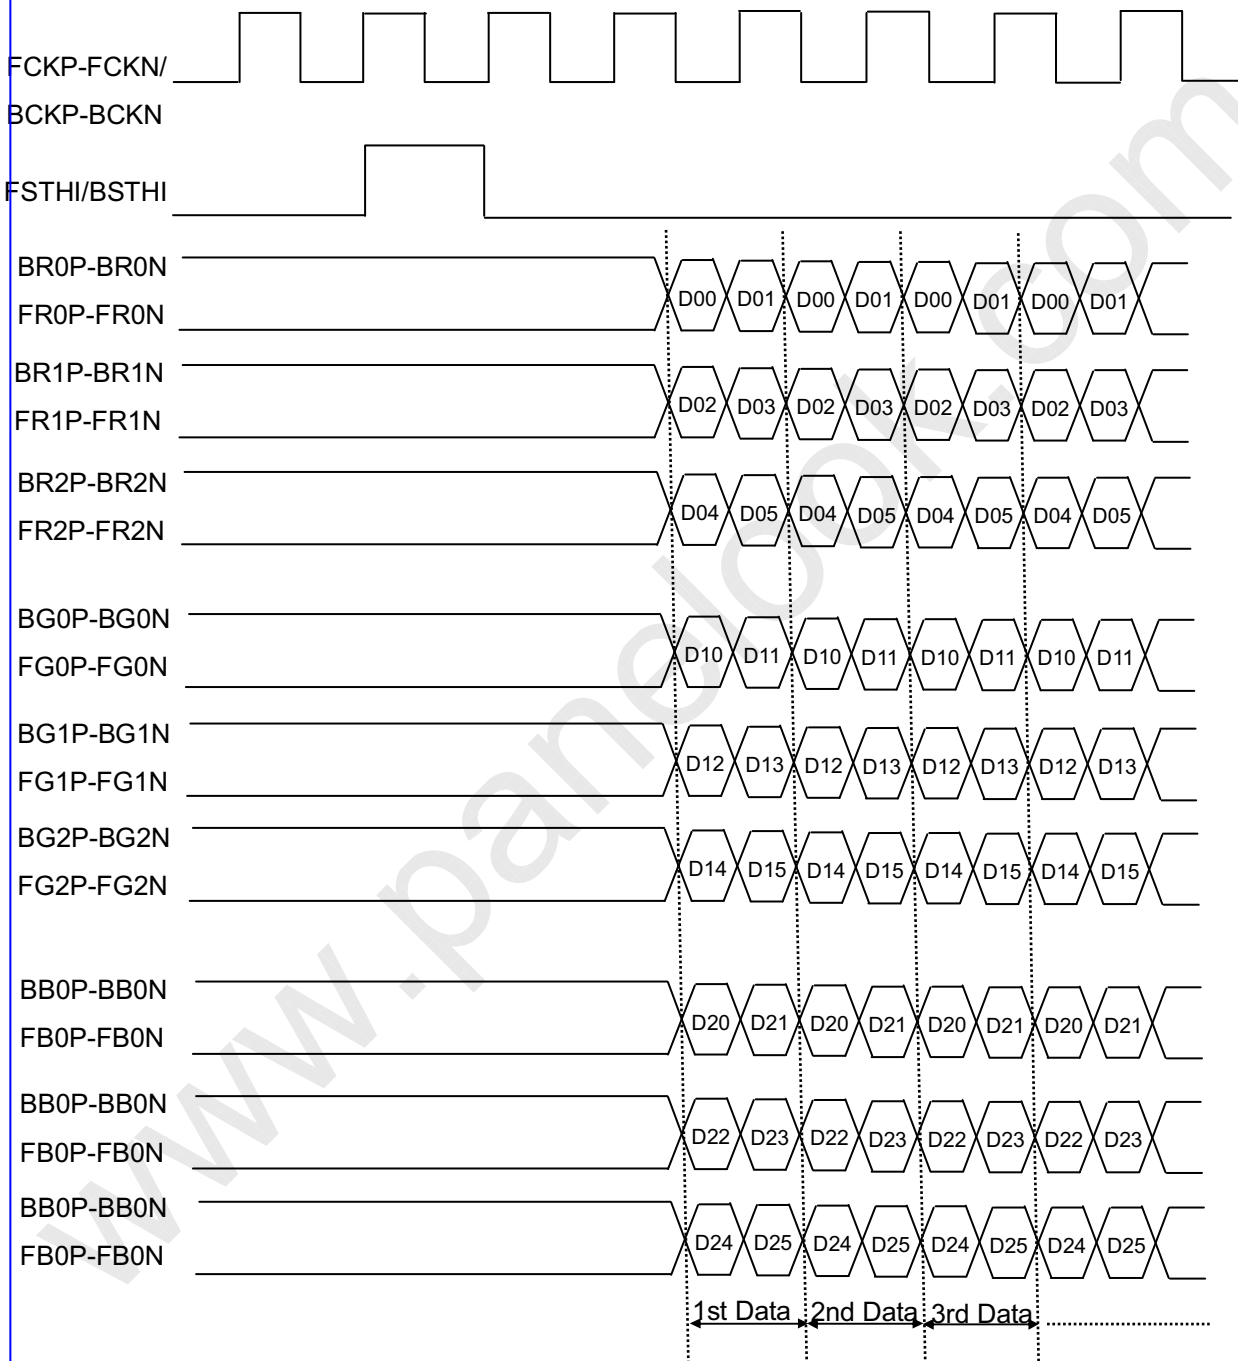 FCKP-FCKN/
BCKP-BCKN
FSTHI/BSTHI
BR0P-BR0N
FR0P-FR0N
D00 D01 D00 D01 D00 D01 D00 D01
BR1P-BR1N
FR1P-FR1N
D02 D03 D02 D03 D02 D03 D02 D03
BR2P-BR2N
FR2P-FR2N
D04 D05 D04 D05 D04 D05 D04 D05
BG0P-BG0N
FG0P-FG0N
D10 D11 D10 D11 D10 D11 D10 D11
BG1P-BG1N
FG1P-FG1N
D12 D13 D12 D13 D12 D13 D12 D13
BG2P-BG2N
FG2P-FG2N
D14 D15 D14 D15 D14 D15 D14 D15
BB0P-BB0N
FB0P-FB0N
D20 D21 D20 D21 D20 D21 D20 D21
BB0P-BB0N
FB0P-FB0N
D22 D23 D22 D23 D22 D23 D22 D23
BB0P-BB0N
FB0P-FB0N
D24 D25 D24 D25 D24 D25 D24 D25
1st Data 2nd Data 3rd Data
www.panelook.com